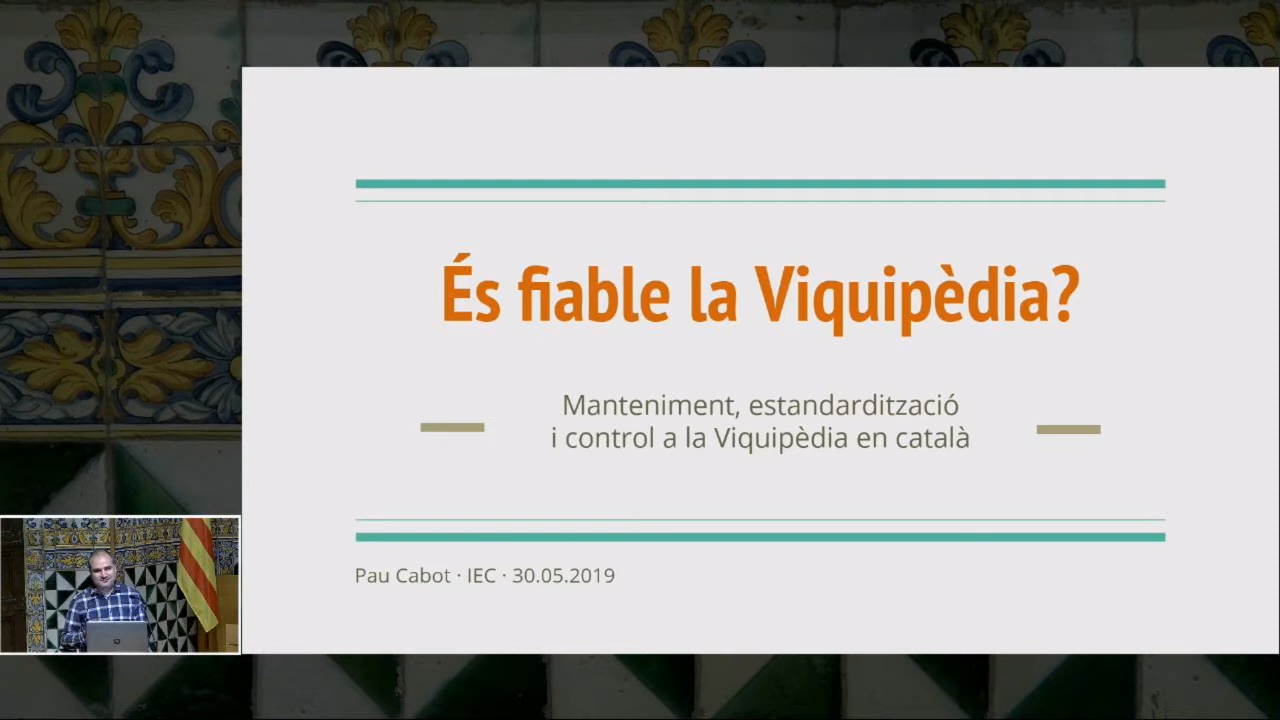 És fiable la Viquipèdia?
Manteniment, estandardització
i control a la Viquipèdia en català
Pau Cabot · IEC · 30.05.2019